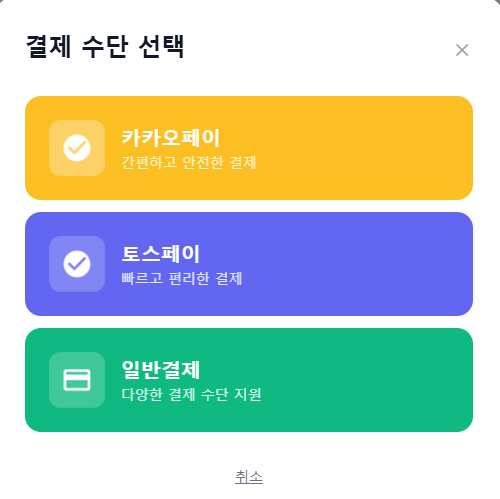 결제 수단 선택
카카오페이
간편하고 안전한 결제
토스페이
빠르고 편리한 결제
일반결제
다양한 결제 수단 지원
취소